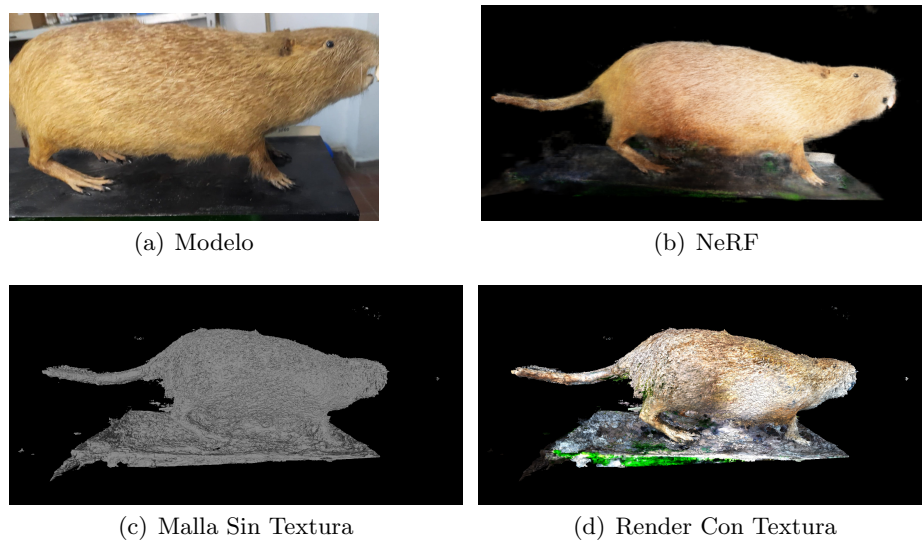 (a) Modelo
(b) NeRF
(c) Malla Sin Textura
(d) Render Con Textura